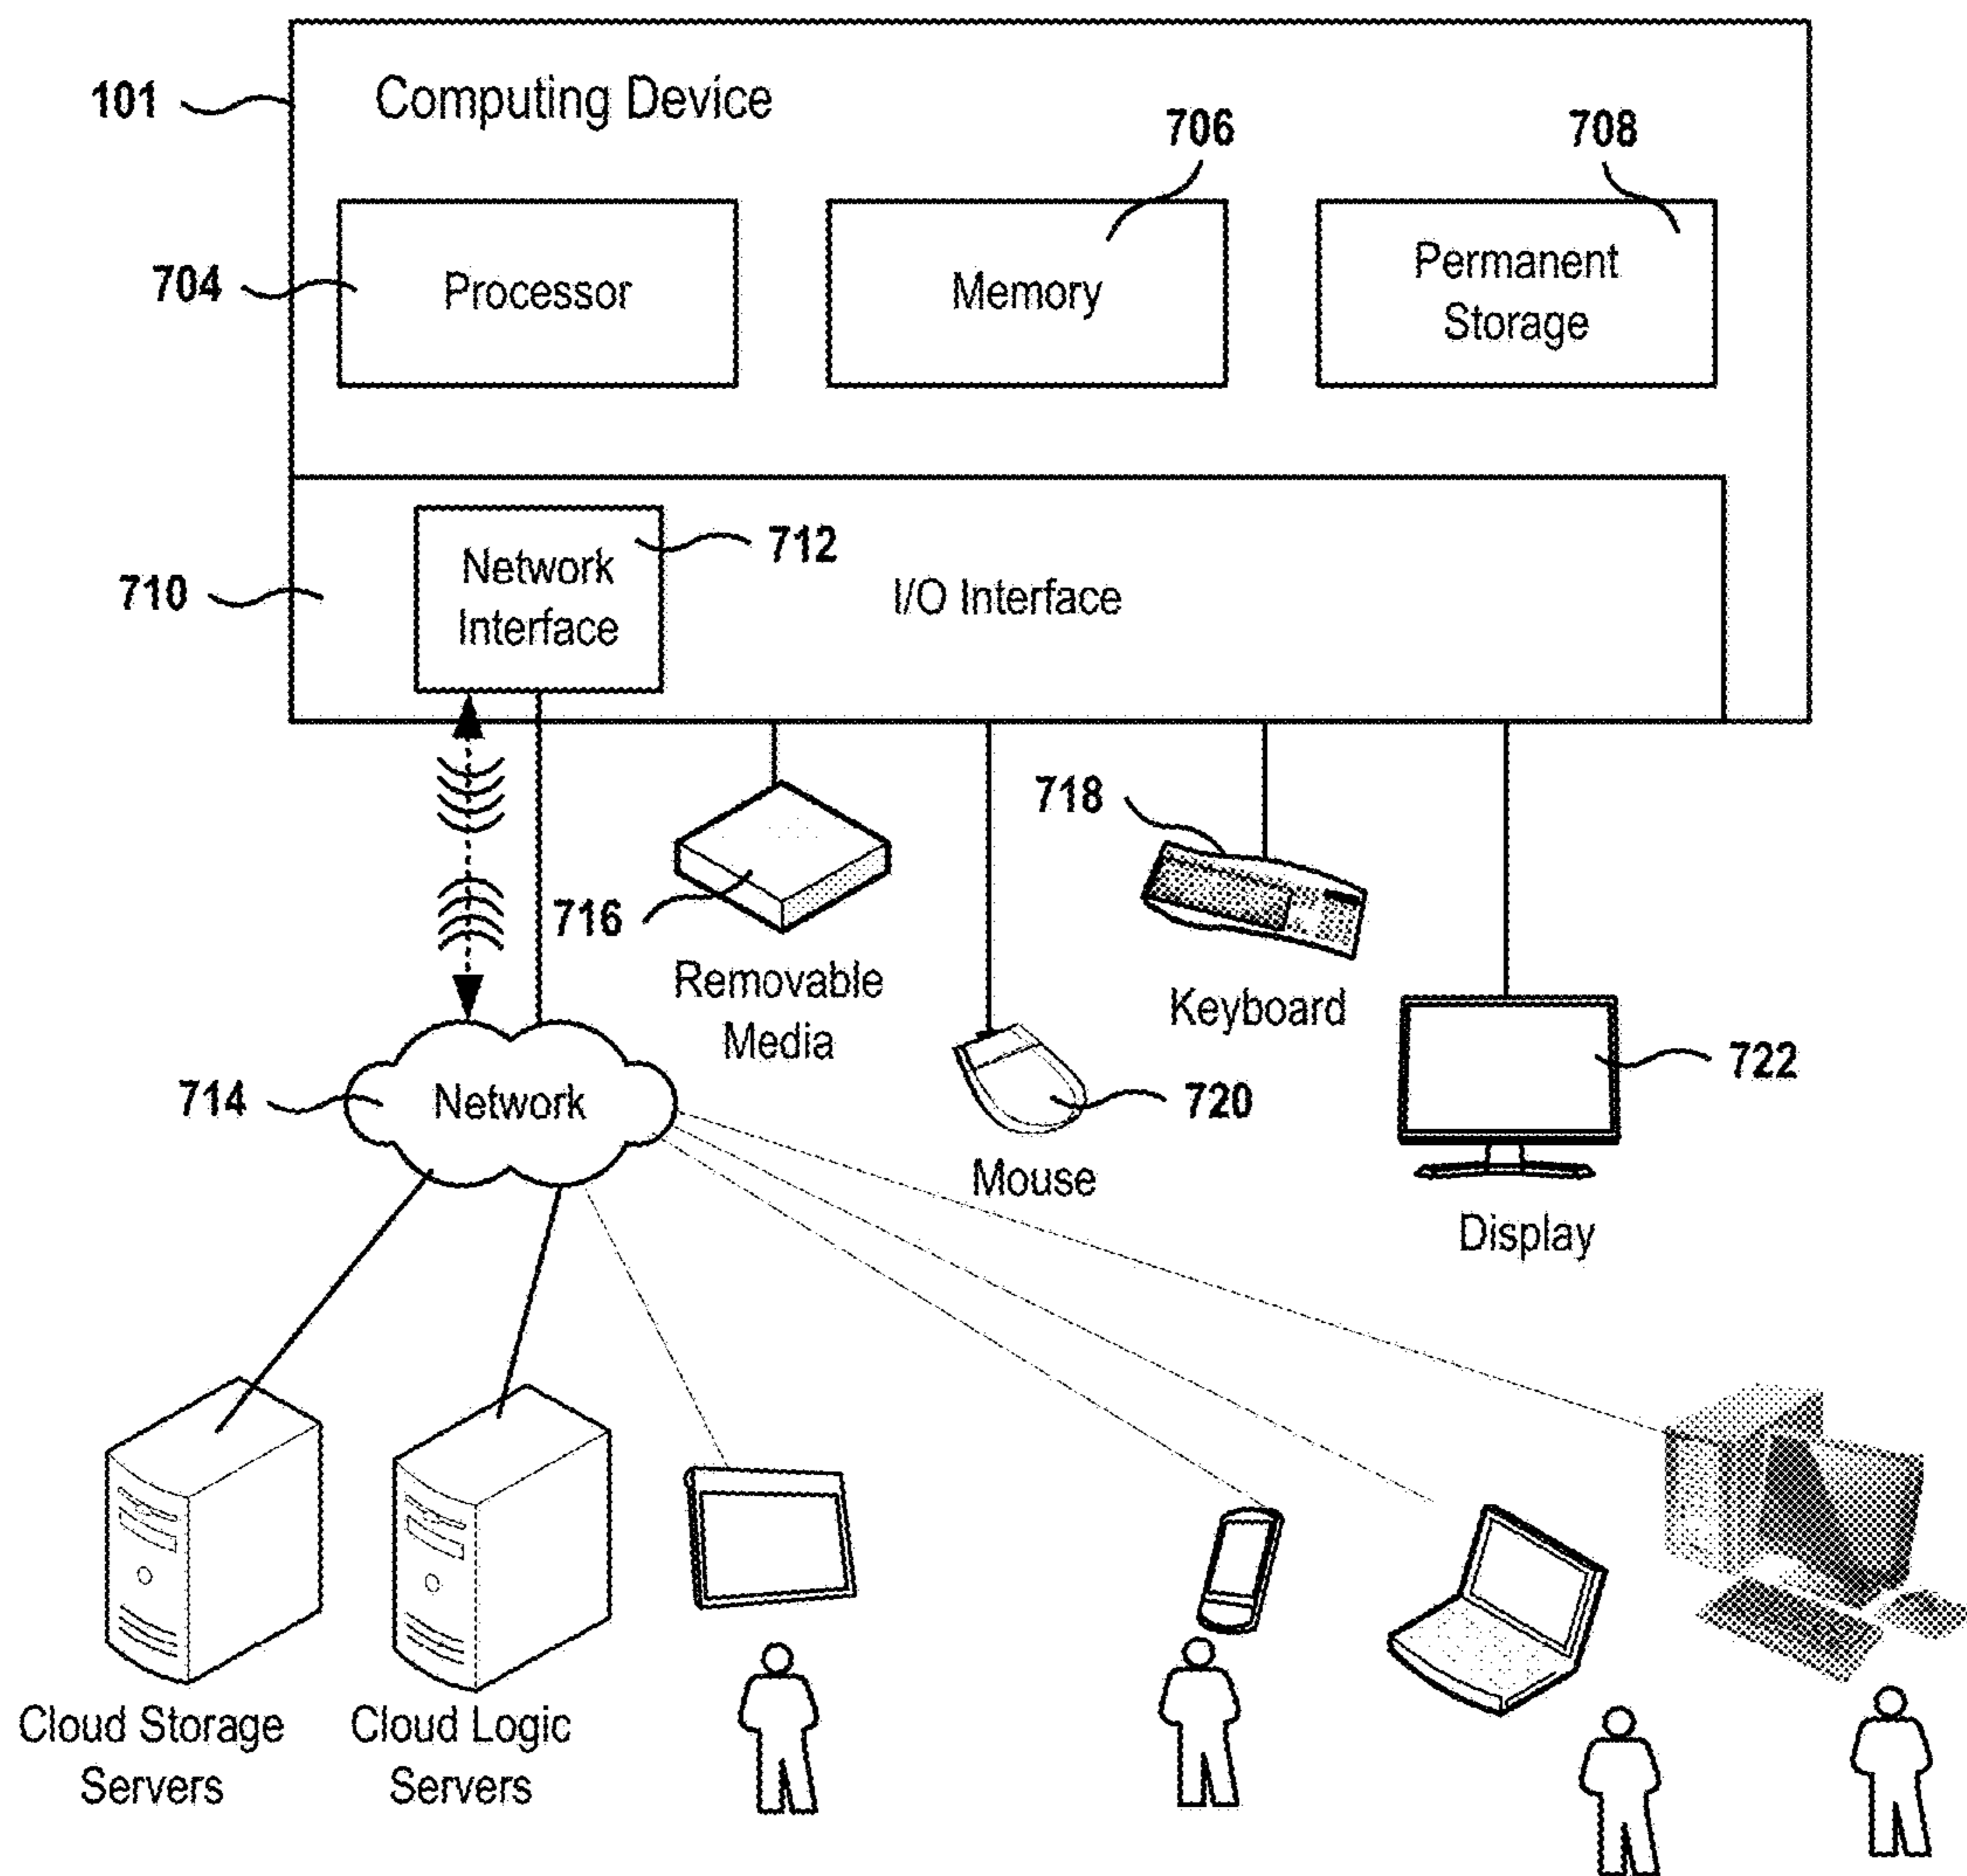 101
Computing Device
706
708
704
Processor
Memory
Permanent
Storage
712
710
Network
Interface
I/O Interface
718
716
Removable
Media
Keyboard
722
714
Network
720
Mouse
Display
Cloud Storage
Servers
Cloud Logic
Servers